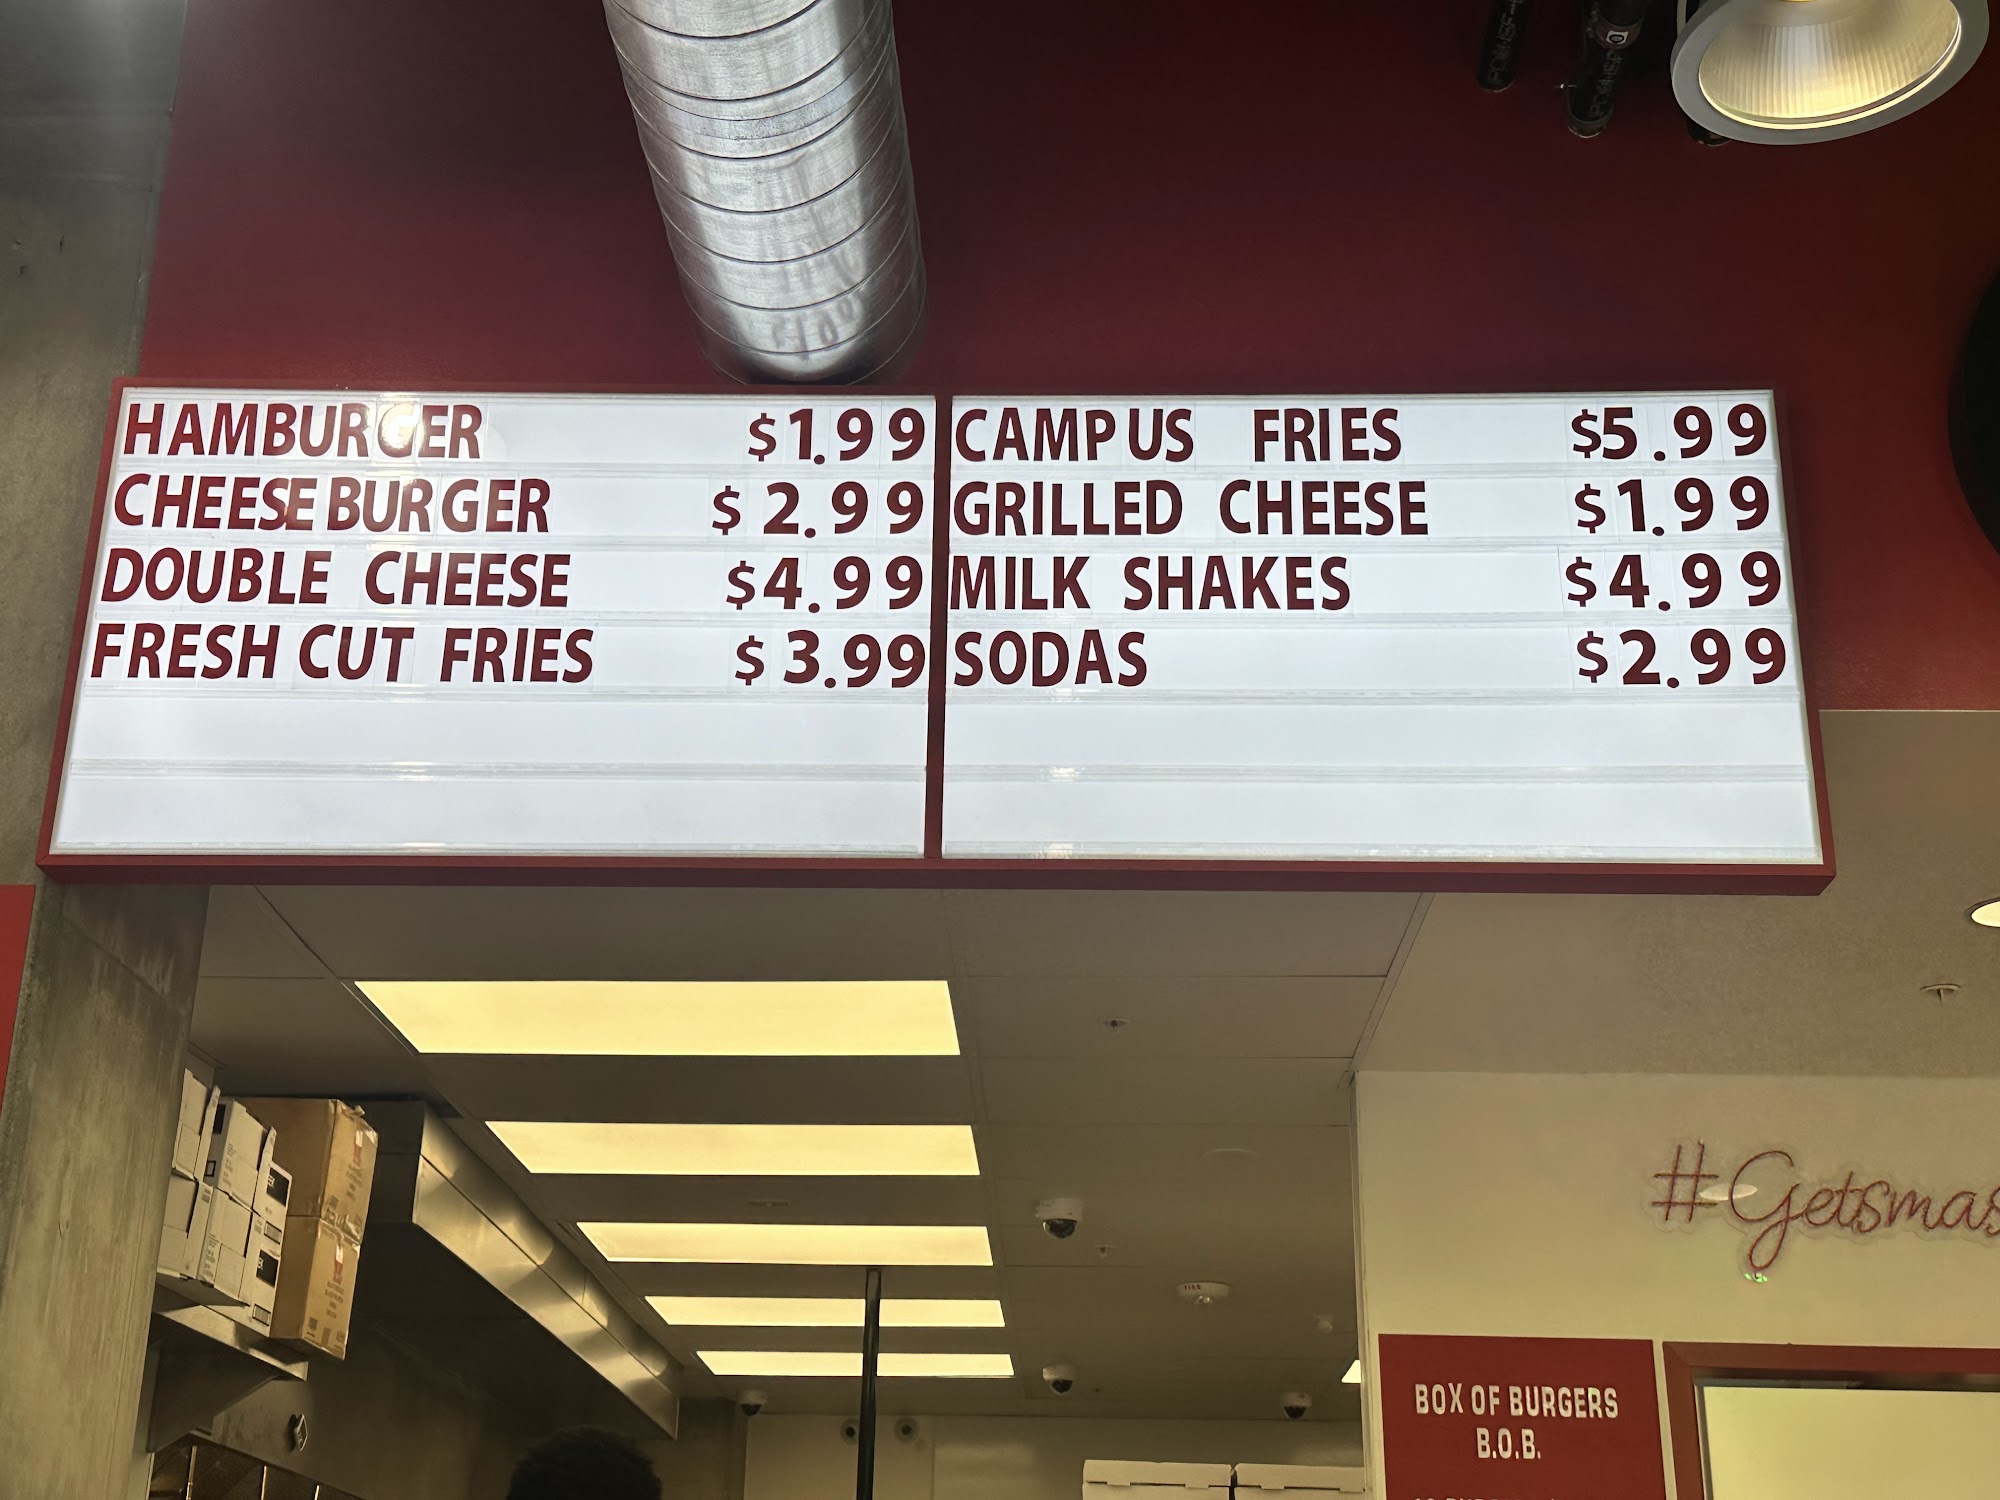 HAMBURGER $1.99
CHEESEBURGER $2.99
DOUBLE CHEESE $4.99
FRESH CUT FRIES $3.99
CAMPUS FRIES $5.99
GRILLED CHEESE $1.99
MILK SHAKES $4.99
SODAS $2.99
#Getsmas
BOX OF BURGERS
B.O.B.